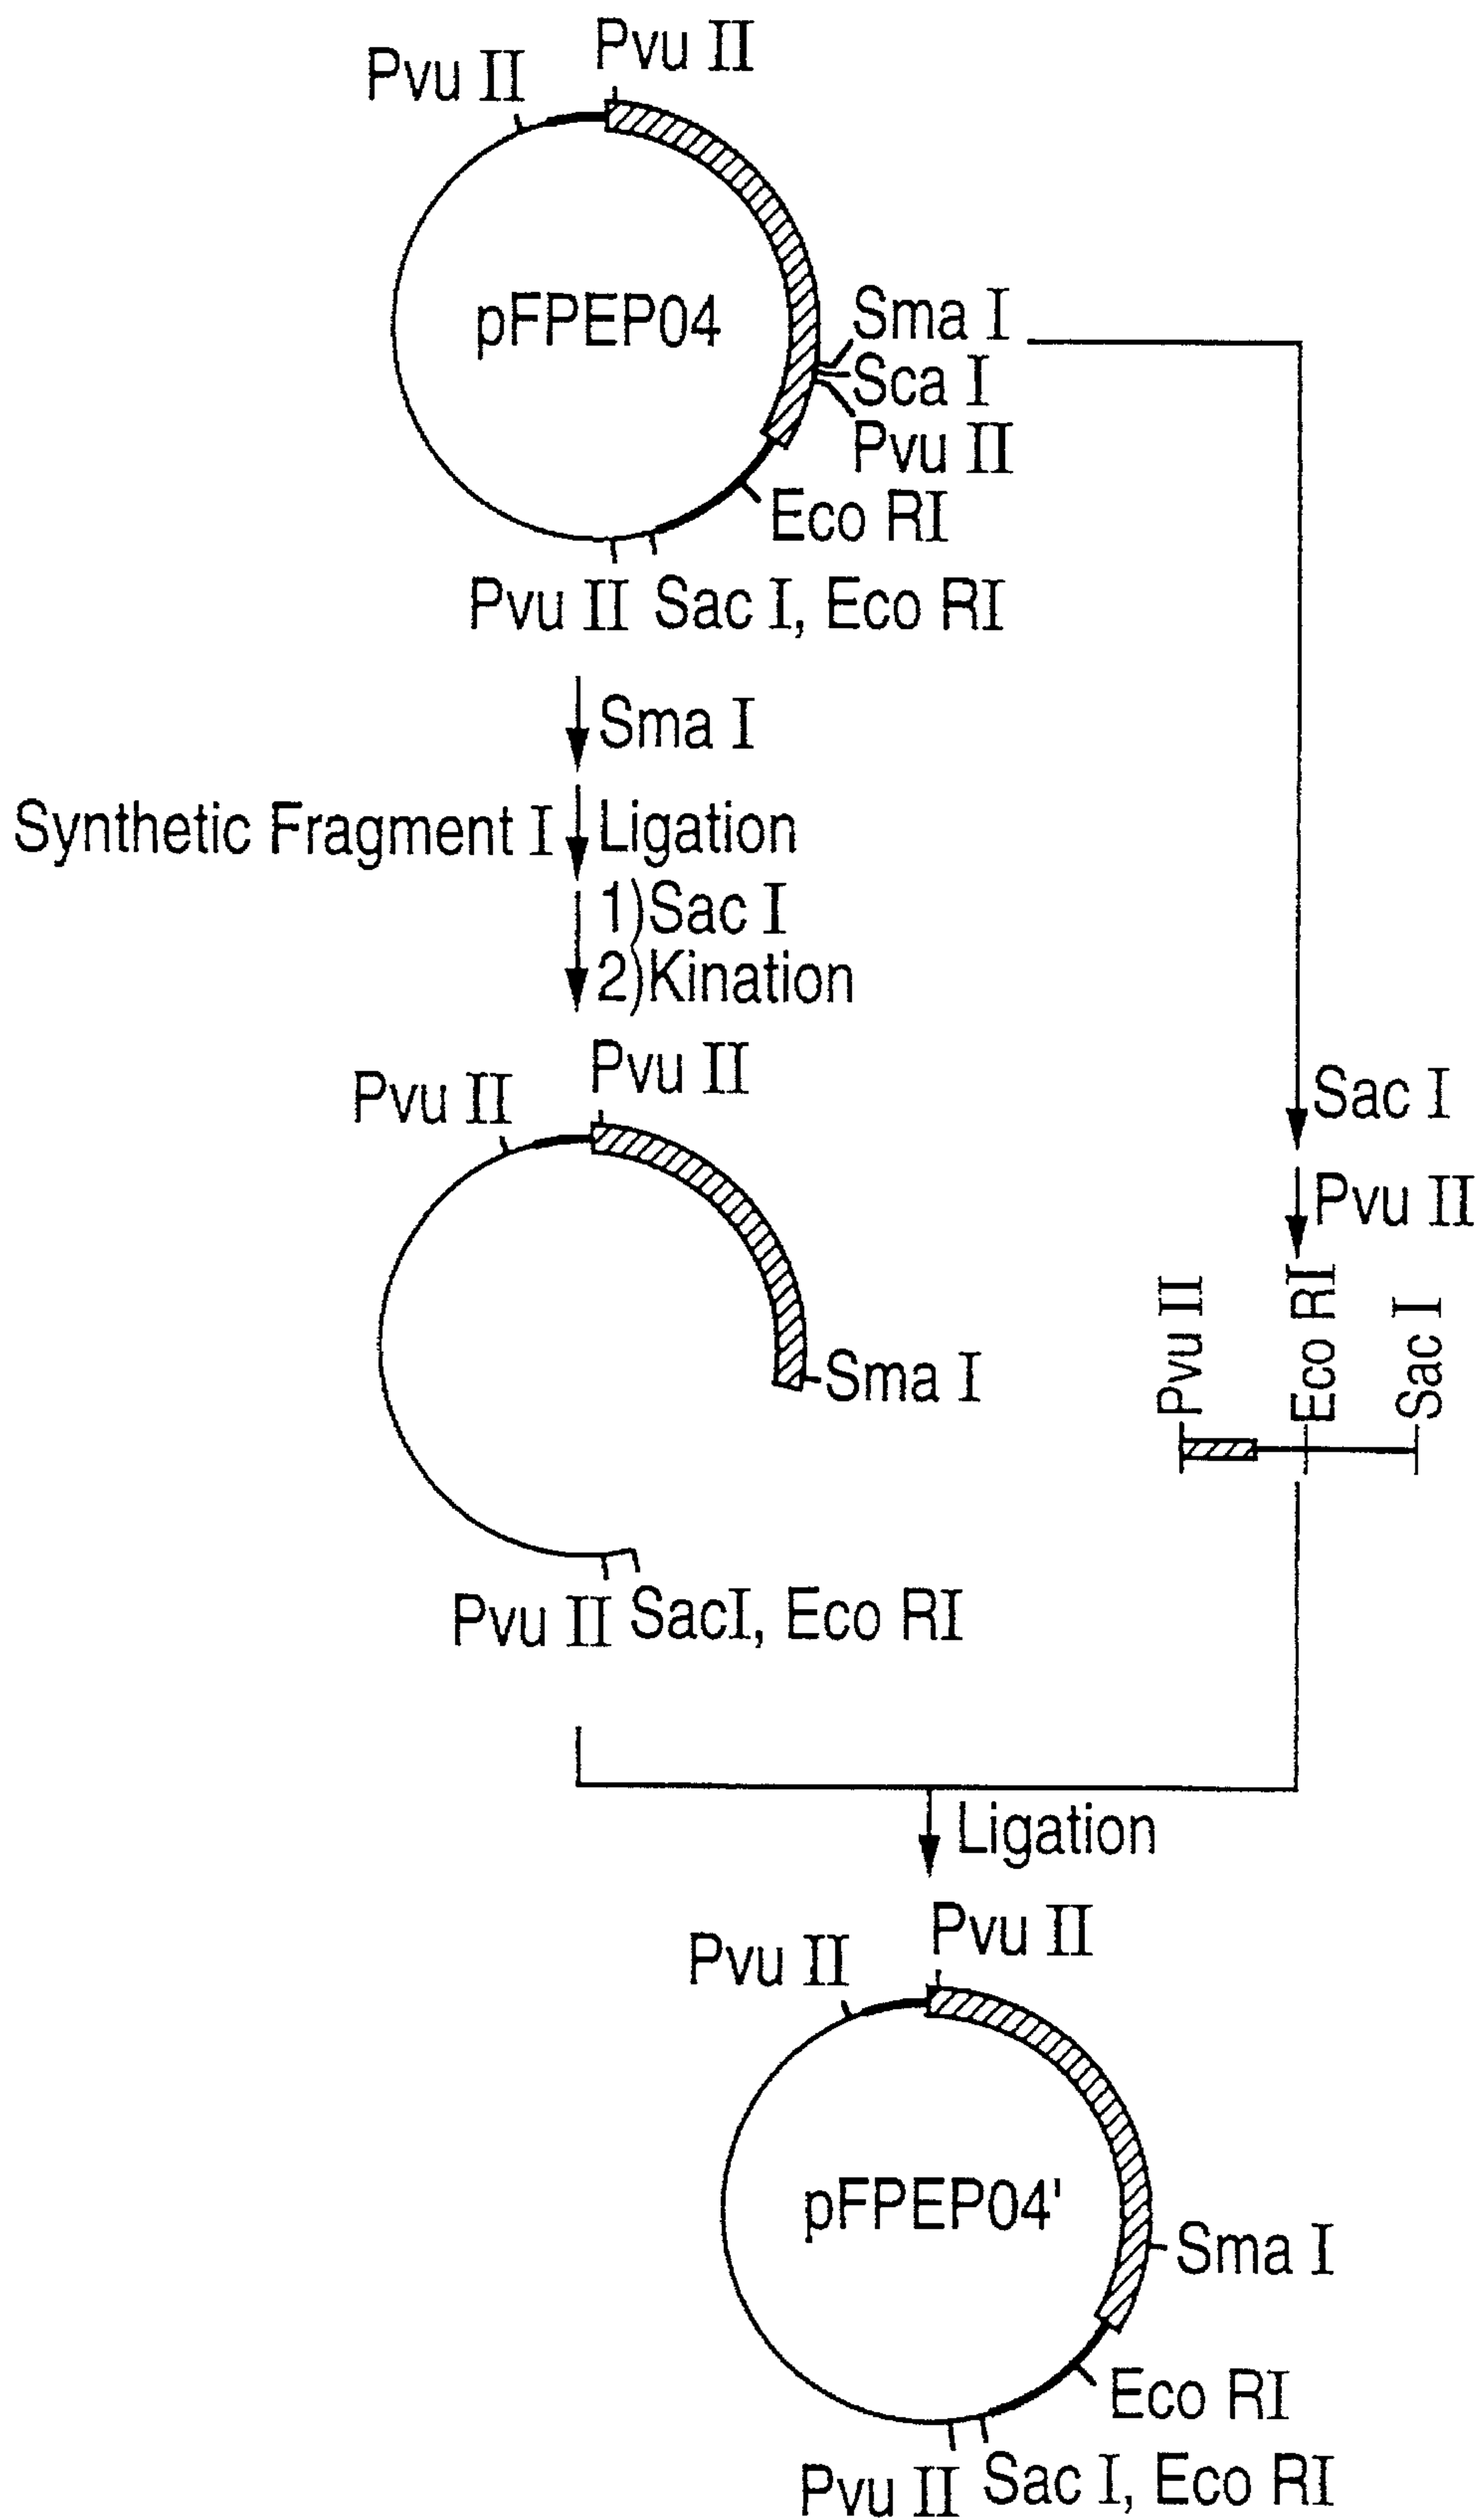 Pvu II
Pvu II
pFPEP04
Sma I
Sca I
Pvu II
Eco RI
Pvu II Sac I, Eco RI
Sma I
Synthetic Fragment I
Ligation
1)Sac I
2)Kination
Pvu II
Pvu II
Sma I
Pvu II SacI, Eco RI
Sac I
Pvu II
Pvu II
Eco RI
Sac I
Ligation
Pvu II
Pvu II
pFPEP04'
Sma I
Eco RI
Pvu II Sac I, Eco RI